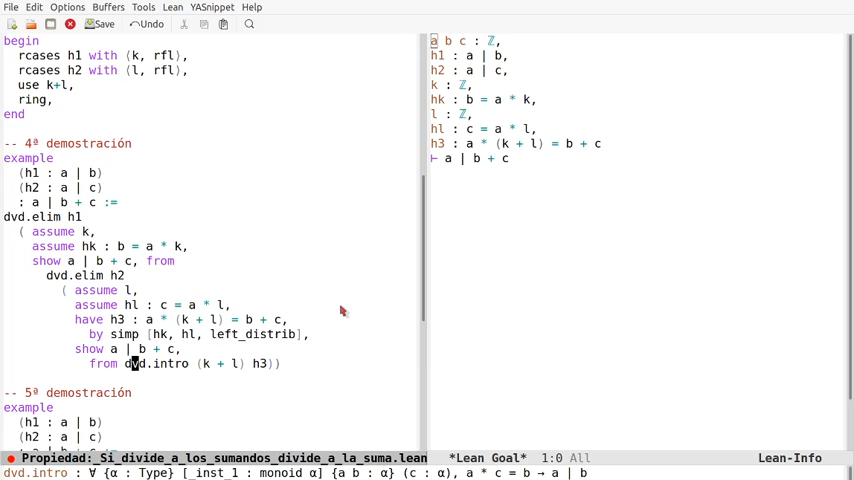 File Edit Options Buffers Tools Lean YASnippet Help
Save Undo
begin
rcases h1 with ⟨k, rfl⟩,
rcases h2 with ⟨l, rfl⟩,
use k+l,
ring,
end
-- 4ª demostración
example
(h1 : a ∣ b)
(h2 : a ∣ c)
: a ∣ b + c :=
dvd.elim h1
( assume k,
assume hk : b = a * k,
show a ∣ b + c, from
dvd.elim h2
( assume l,
assume hl : c = a * l,
have h3 : a * (k + l) = b + c,
by simp [hk, hl, left_distrib],
show a ∣ b + c,
from dvd.intro (k + l) h3))
-- 5ª demostración
example
(h1 : a ∣ b)
(h2 : a ∣ c)
: a ∣ b + c :=
Propiedad:_Si_divide_a_los_sumandos_divide_a_la_suma.lean
a b c : ℤ,
h1 : a ∣ b,
h2 : a ∣ c,
k : ℤ,
hk : b = a * k,
l : ℤ,
hl : c = a * l,
h3 : a * (k + l) = b + c
⊢ a ∣ b + c
*Lean Goal* 1:0 All Lean-Info
dvd.intro : ∀ {α : Type} [_inst_1 : monoid α] {a b : α} (c : α), a * c = b → a ∣ b